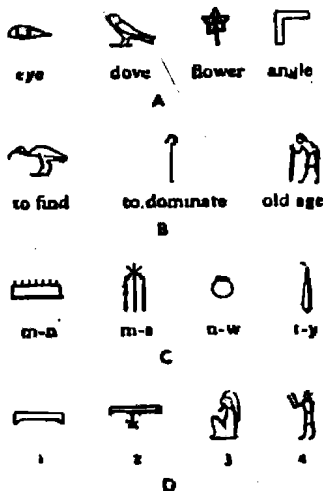 eye dove flower angle
A
to find to dominate old age
B
m-n m-s n-w
C
1 2 3 4
D